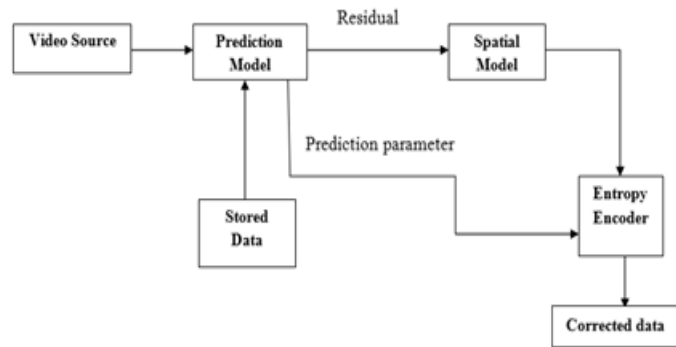 Residual
Video Source
Prediction
Model
Spatial
Model
Prediction parameter
Stored
Data
Entropy
Encoder
Corrected data